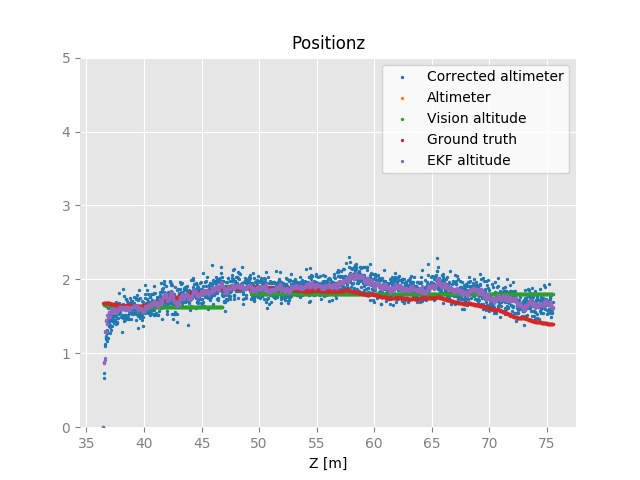 Positionz
Corrected altimeter
Altimeter
Vision altitude
Ground truth
EKF altitude
5
4
3
2
1
0
35 40 45 50 55 60 65 70 75
Z [m]